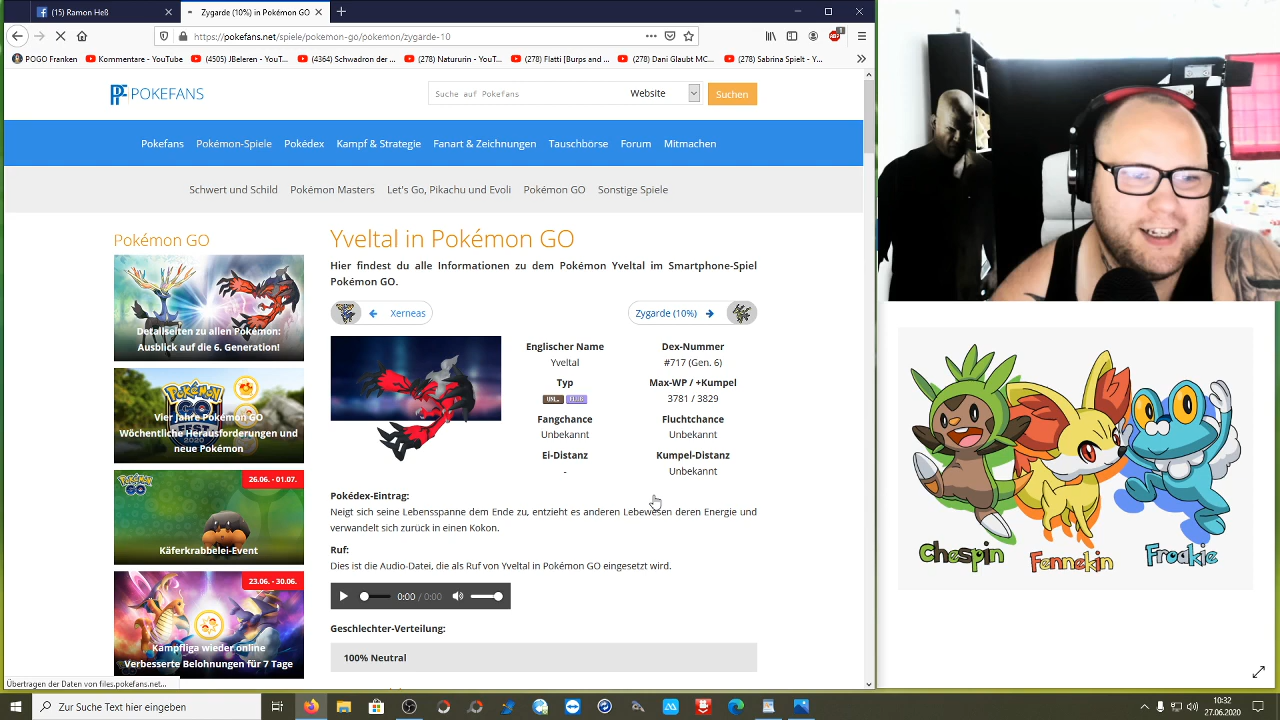 (15) Ramon Heß
Zygarde (10%) in Pokémon GO
https://pokefans.net/spiele/pokemon-go/pokemon/zygarde-10
POGO Franken
Kommentare - YouTube
(4505) JBeleren - YouT...
(4364) Schwadron der ...
(278) Naturuin - YouT...
(278) Flatti [Burps and ...
(278) Dani Glaubt MC...
(278) Sabrina Spielt - Y...
PF POKEFANS
Suche auf Pokefans
Website
Suchen
Pokefans
Pokémon-Spiele
Pokédex
Kampf & Strategie
Fanart & Zeichnungen
Tauschbörse
Forum
Mitmachen
Schwert und Schild
Pokémon Masters
Let's Go, Pikachu und Evoli
Pokémon GO
Sonstige Spiele
Pokémon GO
Detailseiten zu allen Pokémon:
Ausblick auf die 6. Generation!
Vier Jahre Pokémon GO
Wöchentliche Herausforderungen und
neue Pokémon
26.06. - 01.07.
Käferkrabbelei-Event
23.06. - 30.06.
Kampfliga wieder online
Verbesserte Belohnungen für 7 Tage
Yveltal in Pokémon GO
Hier findest du alle Informationen zu dem Pokémon Yveltal im Smartphone-Spiel
Pokémon GO.
Xerneas
Zygarde (10%)
Englischer Name
Yveltal
Dex-Nummer
#717 (Gen. 6)
Typ
Max-WP / +Kumpel
3781 / 3829
Fangchance
Unbekannt
Fluchtchance
Unbekannt
Ei-Distanz
-
Kumpel-Distanz
Unbekannt
Pokédex-Eintrag:
Neigt sich seine Lebensspanne dem Ende zu, entzieht es anderen Lebewesen deren Energie und
verwandelt sich zurück in einen Kokon.
Ruf:
Dies ist die Audio-Datei, die als Ruf von Yveltal in Pokémon GO eingesetzt wird.
0:00 / 0:00
Geschlechter-Verteilung:
100% Neutral
Übertragen der Daten von files.pokefans.net...
Chespin
Fennekin
Froakie
Zur Suche Text hier eingeben
10:32
27.06.2020